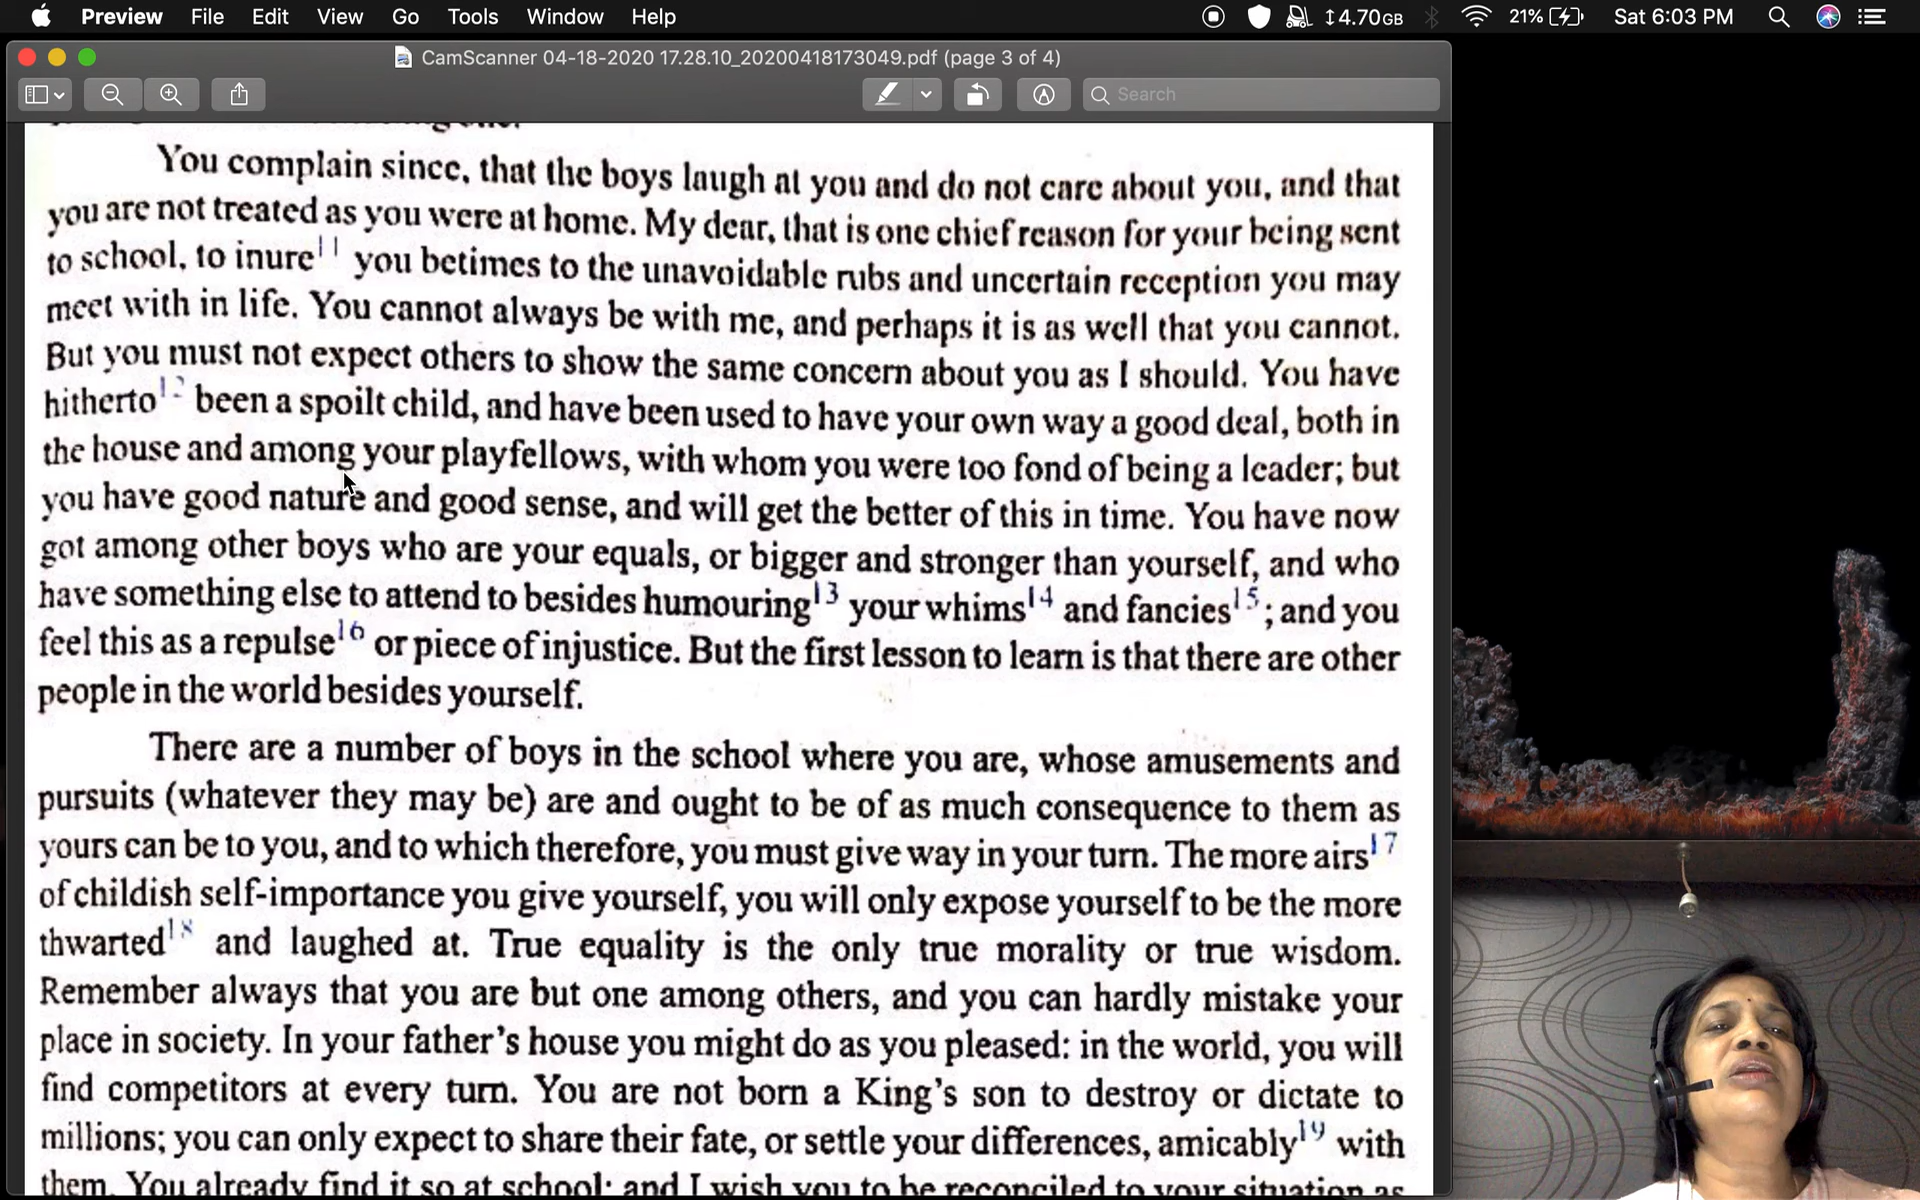 Preview File Edit View Go Tools Window Help 4.70GB 21% Sat 6:03 PM
CamScanner 04-18-2020 17.28.10_20200418173049.pdf (page 3 of 4)
Search
You complain since, that the boys laugh at you and do not care about you, and that
you are not treated as you were at home. My dear, that is one chief reason for your being sent
to school, to inure11 you betimes to the unavoidable rubs and uncertain reception you may
meet with in life. You cannot always be with me, and perhaps it is as well that you cannot.
But you must not expect others to show the same concern about you as I should. You have
hitherto12 been a spoilt child, and have been used to have your own way a good deal, both in
the house and among your playfellows, with whom you were too fond of being a leader; but
you have good nature and good sense, and will get the better of this in time. You have now
got among other boys who are your equals, or bigger and stronger than yourself, and who
have something else to attend to besides humouring13 your whims14 and fancies15; and you
feel this as a repulse16 or piece of injustice. But the first lesson to learn is that there are other
people in the world besides yourself.
There are a number of boys in the school where you are, whose amusements and
pursuits (whatever they may be) are and ought to be of as much consequence to them as
yours can be to you, and to which therefore, you must give way in your turn. The more airs17
of childish self-importance you give yourself, you will only expose yourself to be the more
thwarted18 and laughed at. True equality is the only true morality or true wisdom.
Remember always that you are but one among others, and you can hardly mistake your
place in society. In your father's house you might do as you pleased: in the world, you will
find competitors at every turn. You are not born a King's son to destroy or dictate to
millions; you can only expect to share their fate, or settle your differences, amicably19 with
them. You already find it so at school; and I wish you to be reconciled to your situation as